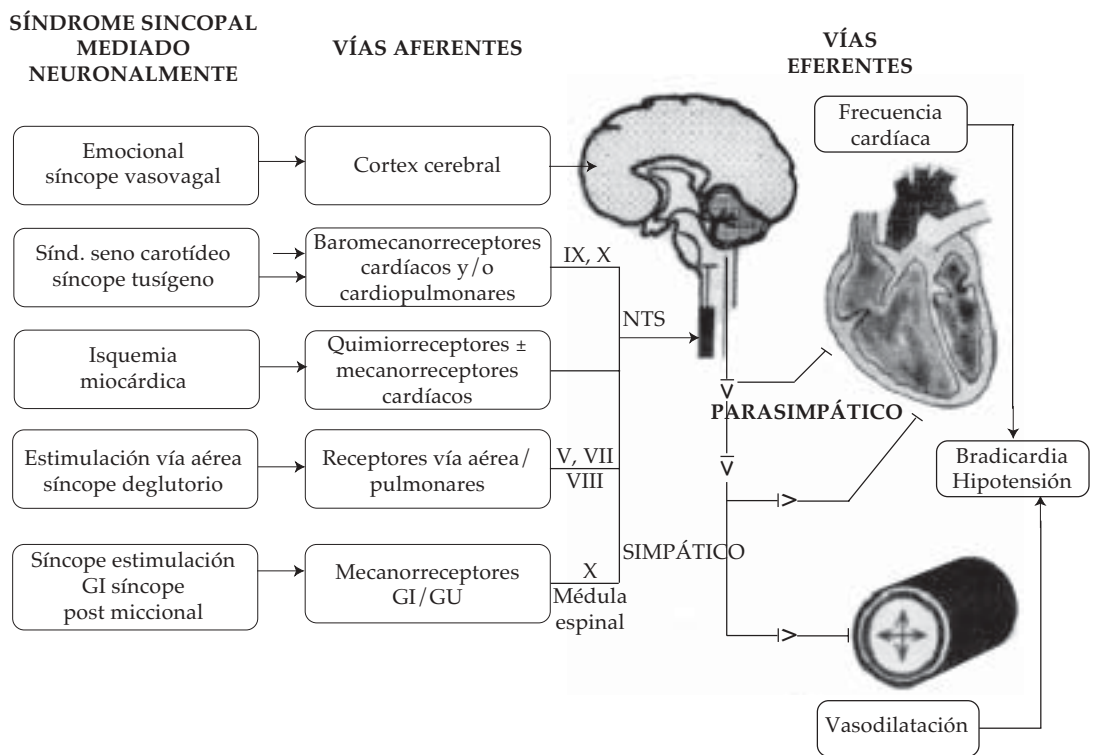 SÍNDROME SINCOPAL
MEDIADO
NEURONALMENTE
VÍAS AFERENTES
VÍAS
EFERENTES
Emocional
síncope vasovagal
Cortex cerebral
Frecuencia
cardíaca
Sínd. seno carotídeo
síncope tusígeno
Baromecanorreceptores
cardíacos y/o
cardiopulmonares
IX, X
NTS
Isquemia
miocárdica
Quimiorreceptores ±
mecanorreceptores
cardíacos
PARASIMPÁTICO
Estimulación vía aérea
síncope deglutorio
Receptores vía aérea/
pulmonares
V, VII
VIII
Bradicardia
Hipotensión
Síncope estimulación
GI síncope
post miccional
Mecanorreceptores
GI/GU
X
Médula
espinal
SIMPÁTICO
Vasodilatación